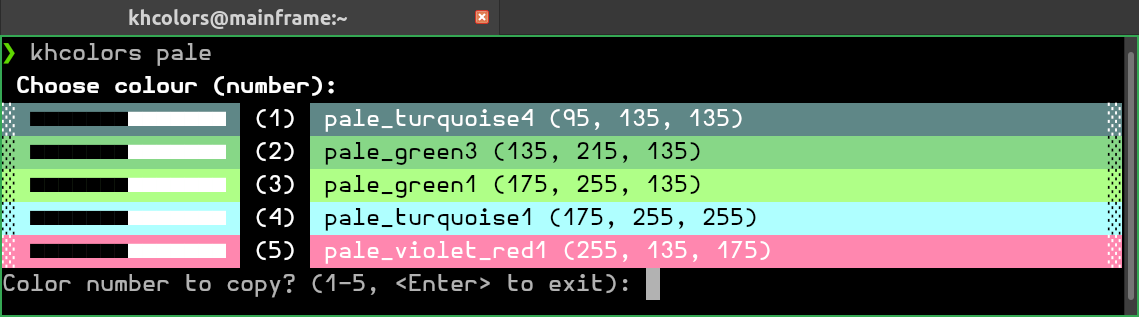 khcolors@mainframe:~
❯ khcolors pale
Choose colour (number):
(1) pale_turquoise4 (95, 135, 135)
(2) pale_green3 (135, 215, 135)
(3) pale_green1 (175, 255, 135)
(4) pale_turquoise1 (175, 255, 255)
(5) pale_violet_red1 (255, 135, 175)
Color number to copy? (1-5, <Enter> to exit):